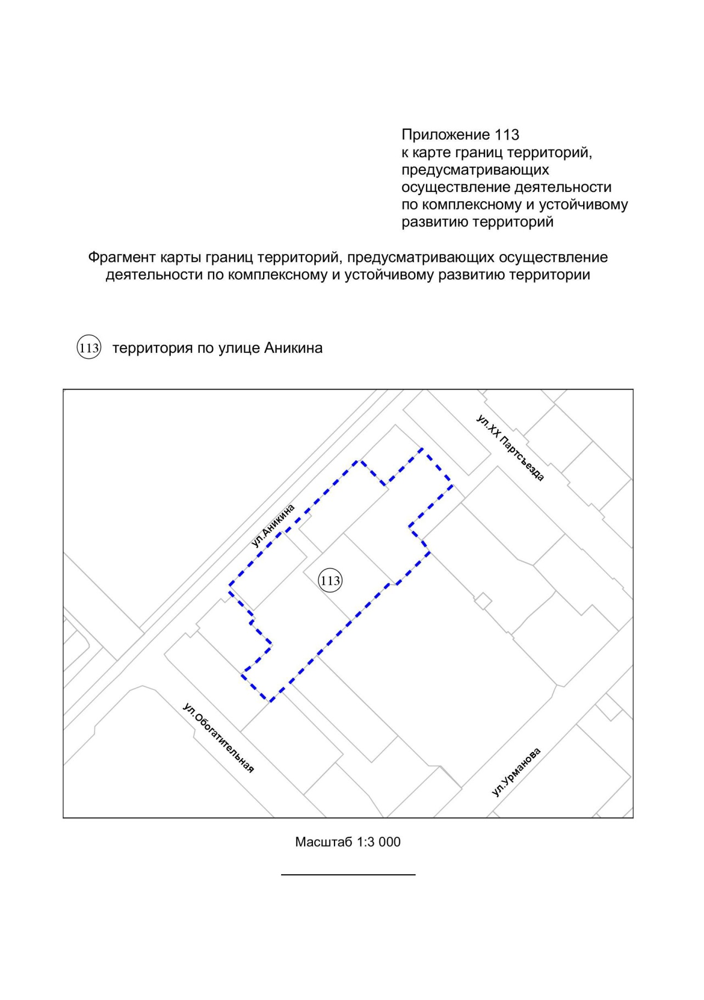 Приложение 113
к карте границ территорий,
предусматривающих
осуществление деятельности
по комплексному и устойчивому
развитию территорий
Фрагмент карты границ территорий, предусматривающих осуществление
деятельности по комплексному и устойчивому развитию территории
113 территория по улице Аникина
ул.ХХ Партсъезда
ул.Аникина
113
ул.Обогатительная
ул.Урманова
Масштаб 1:3 000